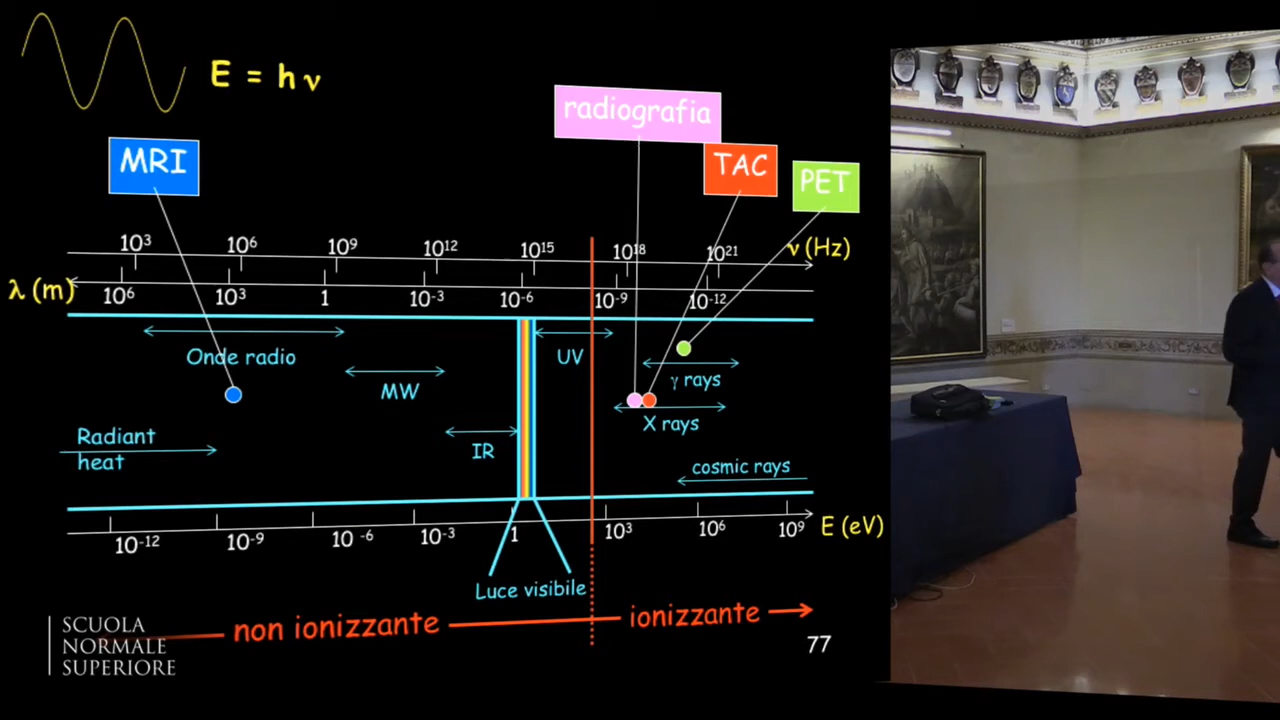 E = hν
radiografia
MRI
TAC
PET
10³ 10⁶ 10⁹ 10¹² 10¹⁵ 10¹⁸ 10²¹ ν (Hz)
λ (m) 10⁶ 10³ 1 10⁻³ 10⁻⁶ 10⁻⁹ 10⁻¹²
Onde radio
UV
γ rays
MW
X rays
Radiant
heat
IR
cosmic rays
10⁻¹² 10⁻⁹ 10⁻⁶ 10⁻³ 1 10³ 10⁶ 10⁹ E (eV)
Luce visibile
non ionizzante
ionizzante
SCUOLA
NORMALE
SUPERIORE
77